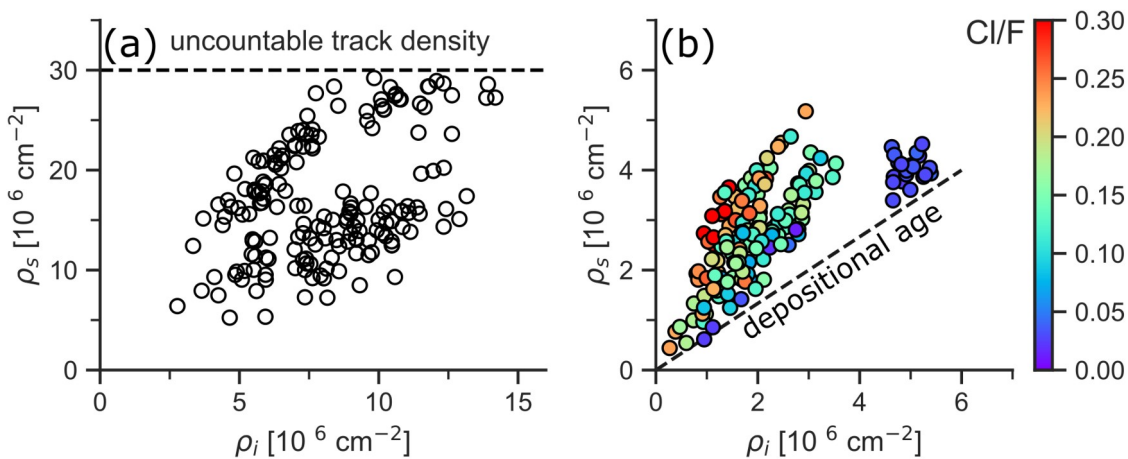 (a) uncountable track density
30
20
10
0
ρs [10 6 cm−2]
0 5 10 15
ρi [10 6 cm−2]
(b)
Cl/F
6
4
2
0
ρs [10 6 cm−2]
depositional age
0 2 4 6
ρi [10 6 cm−2]
0.30
0.25
0.20
0.15
0.10
0.05
0.00